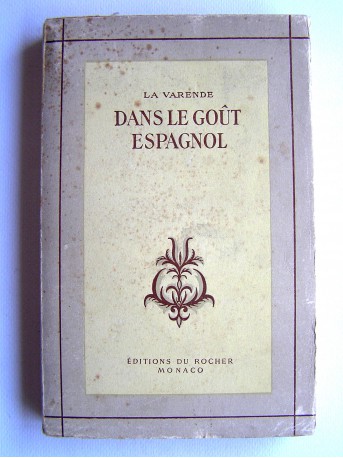 LA VARENDE
DANS LE GOÛT
ESPAGNOL
ÉDITIONS DU ROCHER
MONACO